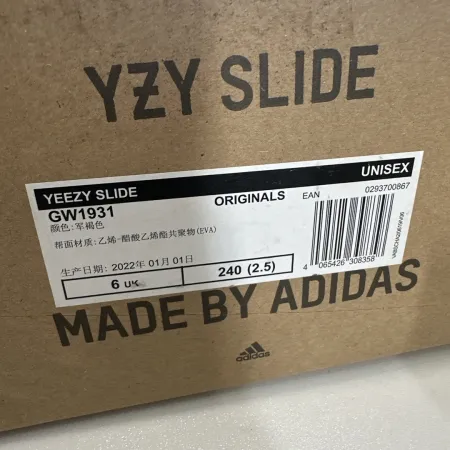 YZY SLIDE
YEEZY SLIDE
UNISEX
GW1931
ORIGINALS
EAN
0293700867
颜色: 军褐色
帮面材质: 乙烯-醋酸乙烯酯共聚物(EVA)
生产日期: 2022年 01月 01日
6 UK
240 (2.5)
4 065426 308358
MADE BY ADIDAS
adidas